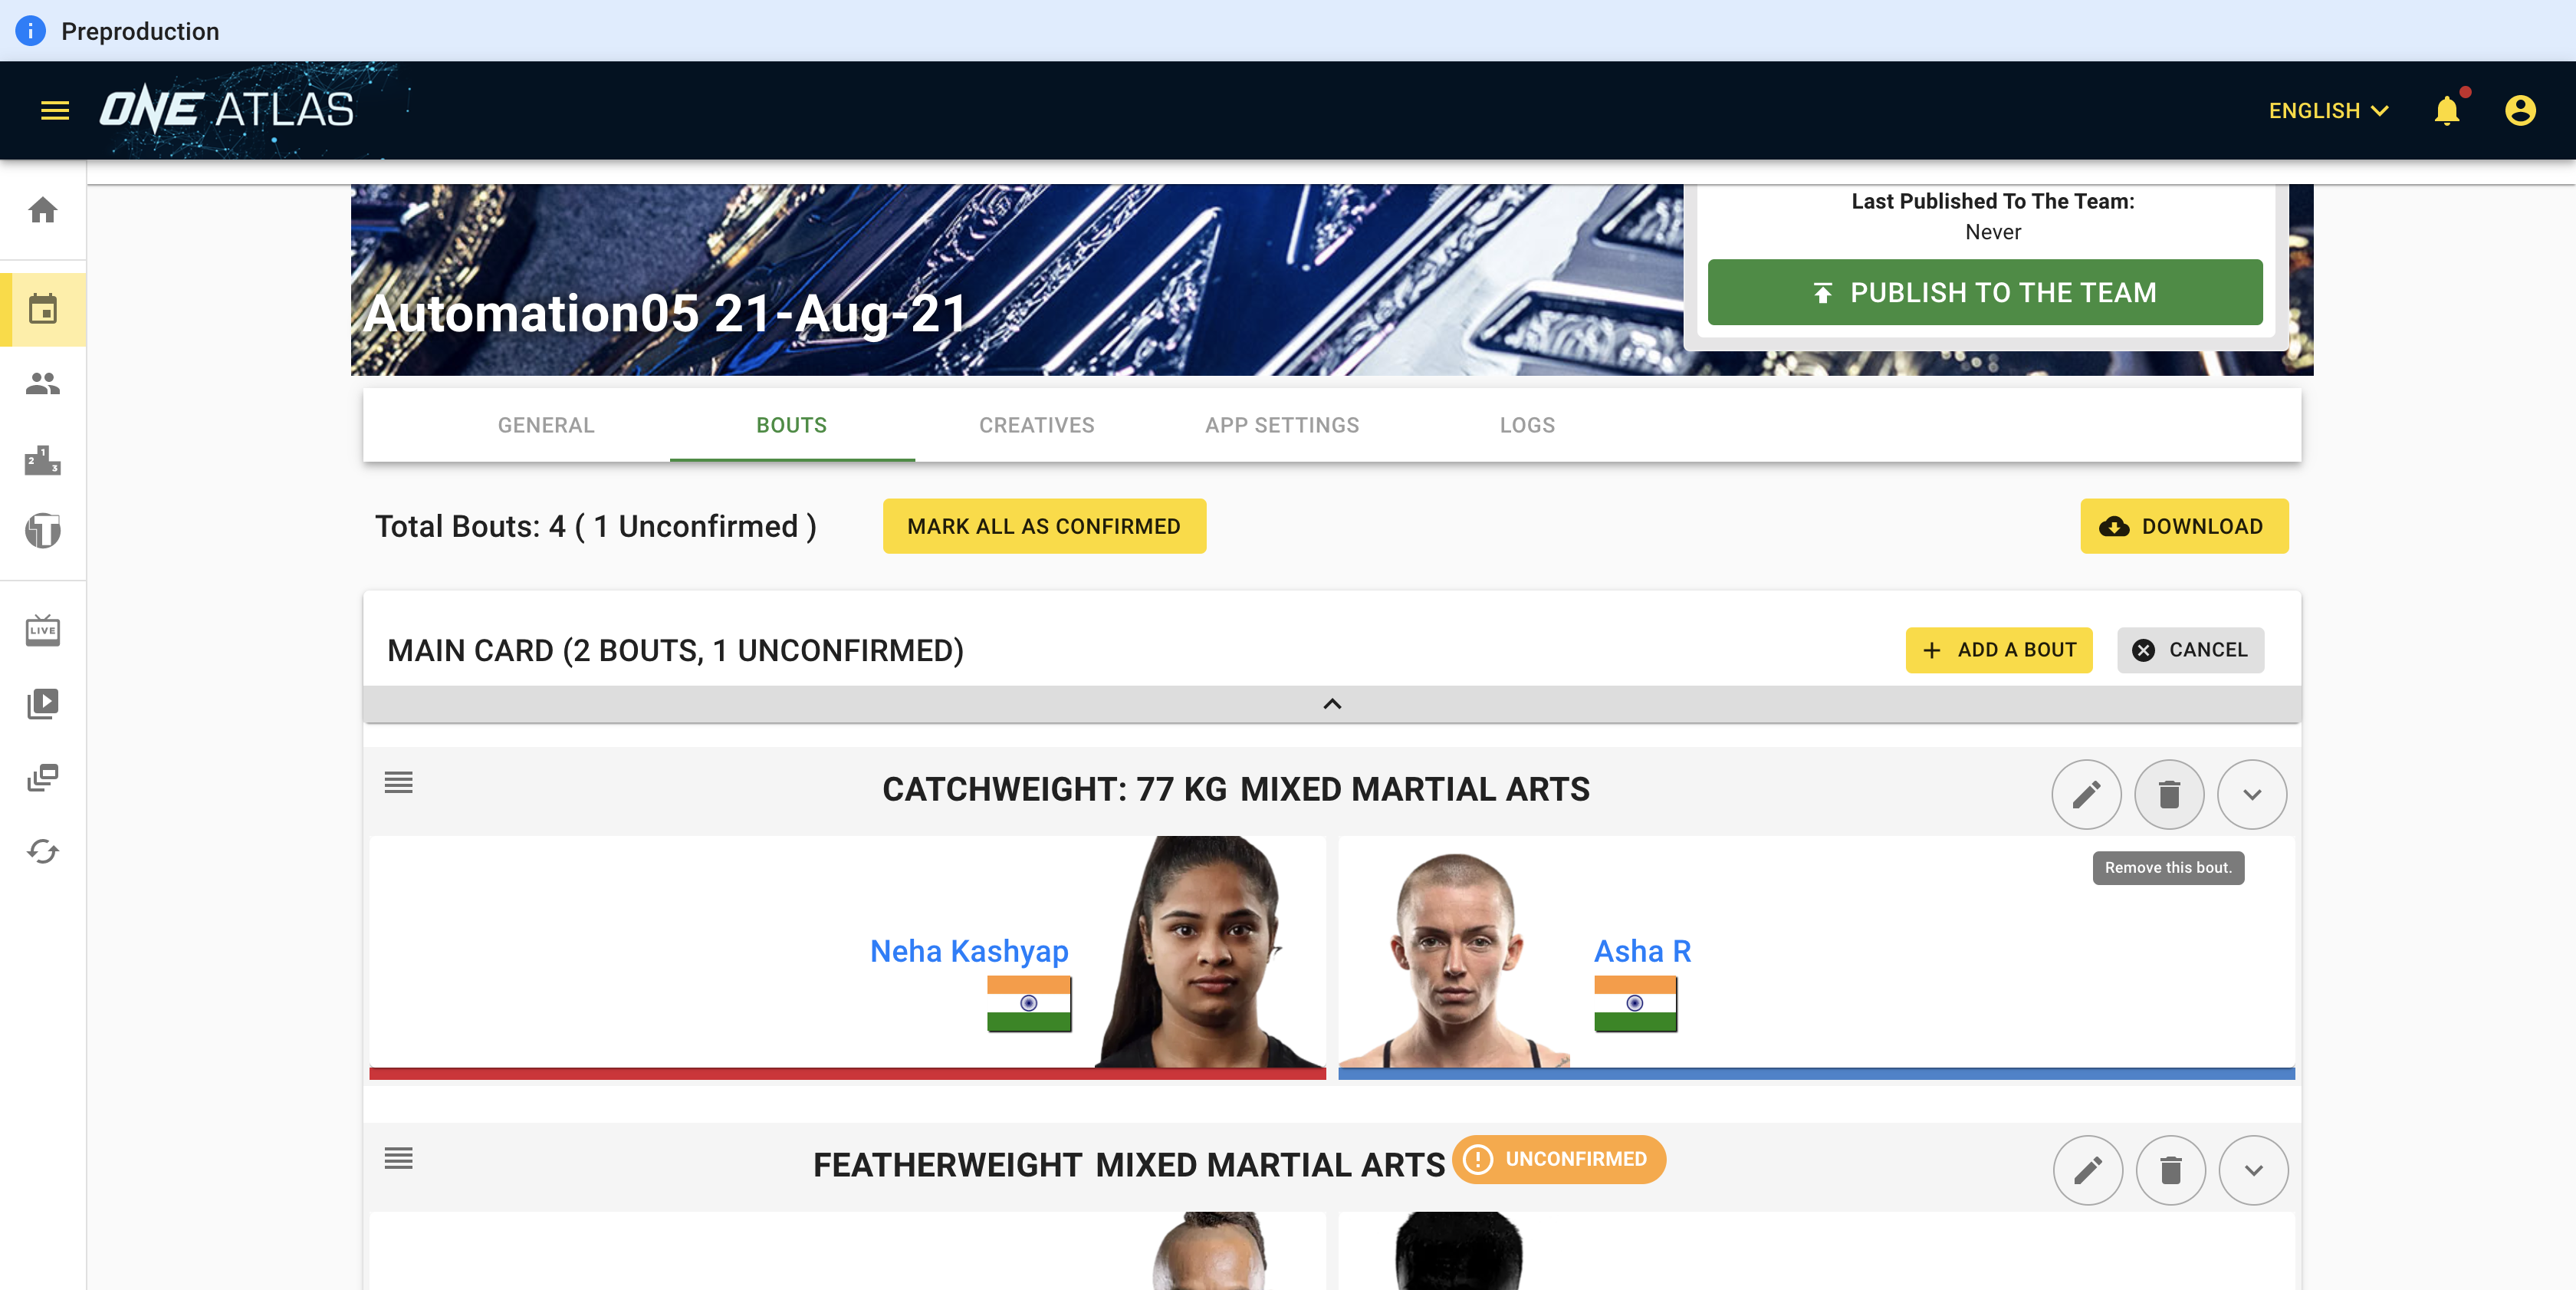 Preproduction
ONE ATLAS
ENGLISH
Last Published To The Team:
Never
PUBLISH TO THE TEAM
Automation05 21-Aug-21
GENERAL
BOUTS
CREATIVES
APP SETTINGS
LOGS
Total Bouts: 4 ( 1 Unconfirmed )
MARK ALL AS CONFIRMED
DOWNLOAD
MAIN CARD (2 BOUTS, 1 UNCONFIRMED)
ADD A BOUT
CANCEL
CATCHWEIGHT: 77 KG MIXED MARTIAL ARTS
Remove this bout.
Neha Kashyap
Asha R
FEATHERWEIGHT MIXED MARTIAL ARTS
UNCONFIRMED
2 1 3
T
LIVE